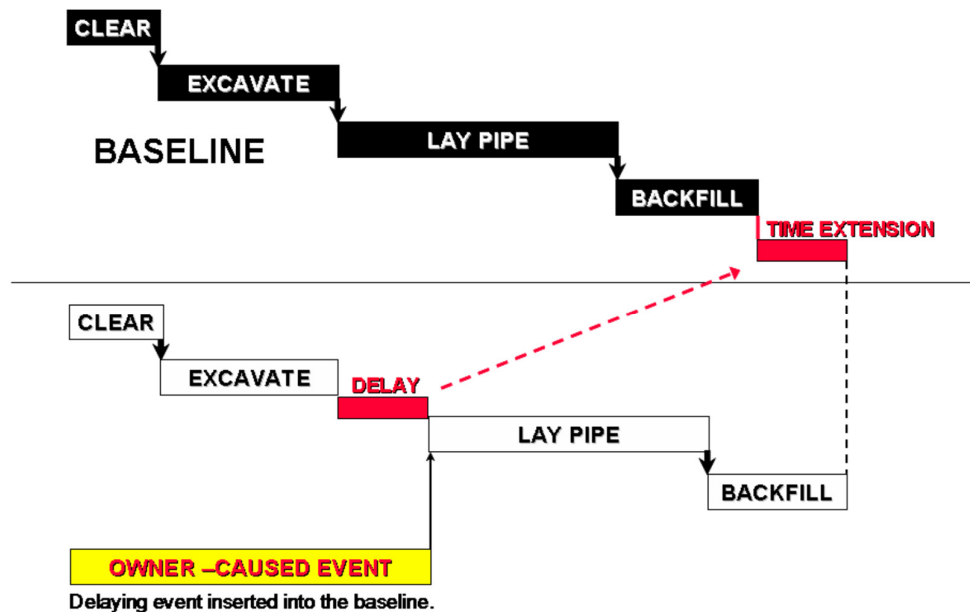 CLEAR
EXCAVATE
LAY PIPE
BASELINE
BACKFILL
TIME EXTENSION
CLEAR
EXCAVATE
DELAY
LAY PIPE
BACKFILL
OWNER –CAUSED EVENT
Delaying event inserted into the baseline.